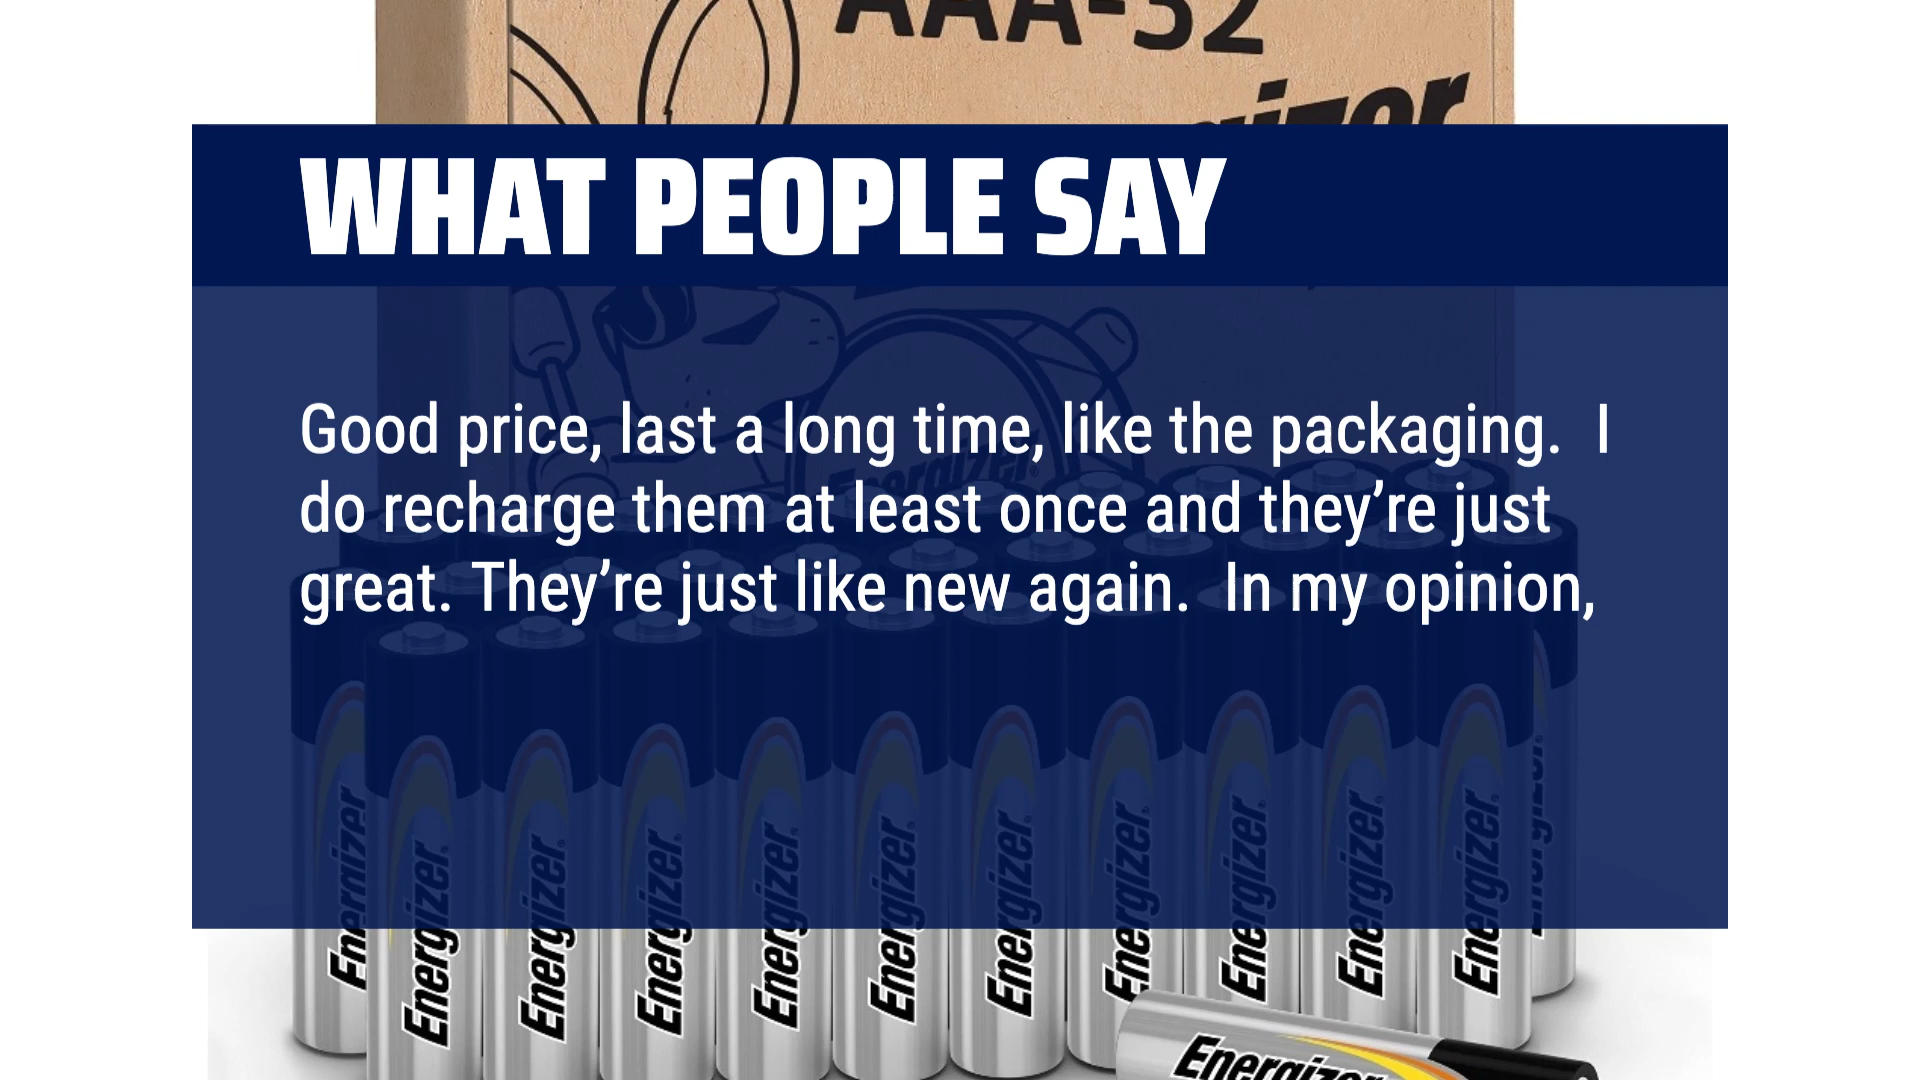 AAA-32
WHAT PEOPLE SAY
Good price, last a long time, like the packaging.  I
do recharge them at least once and they’re just
great. They’re just like new again.  In my opinion,
Energizer
Energizer
Energizer
Energizer
Energizer
Energizer
Energizer
Energizer
Energizer
Energizer
Energizer
Energizer